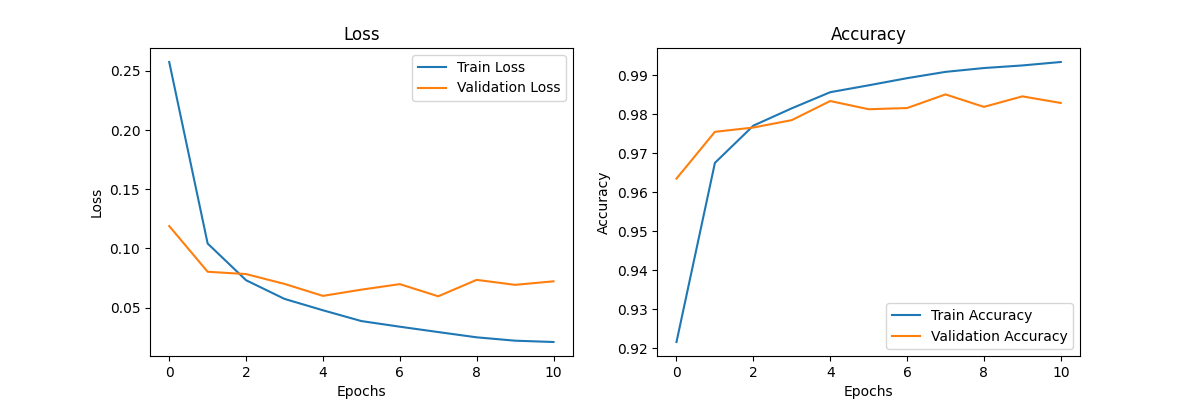 Loss
Train Loss
Validation Loss
0.25
0.20
0.15
0.10
0.05
Loss
0 2 4 6 8 10
Epochs
Accuracy
0.99
0.98
0.97
0.96
0.95
0.94
0.93
0.92
Accuracy
Train Accuracy
Validation Accuracy
0 2 4 6 8 10
Epochs